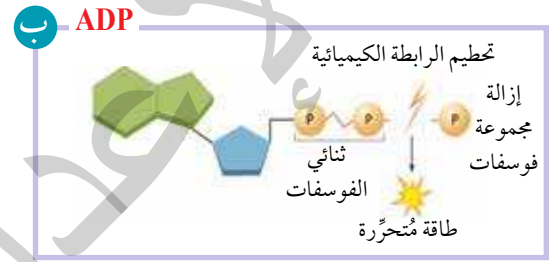 ب ADP
تحطيم الرابطة الكيميائية
إزالة
مجموعة
فوسفات
P P P
ثنائي
الفوسفات
طاقة مُتحرِّرة